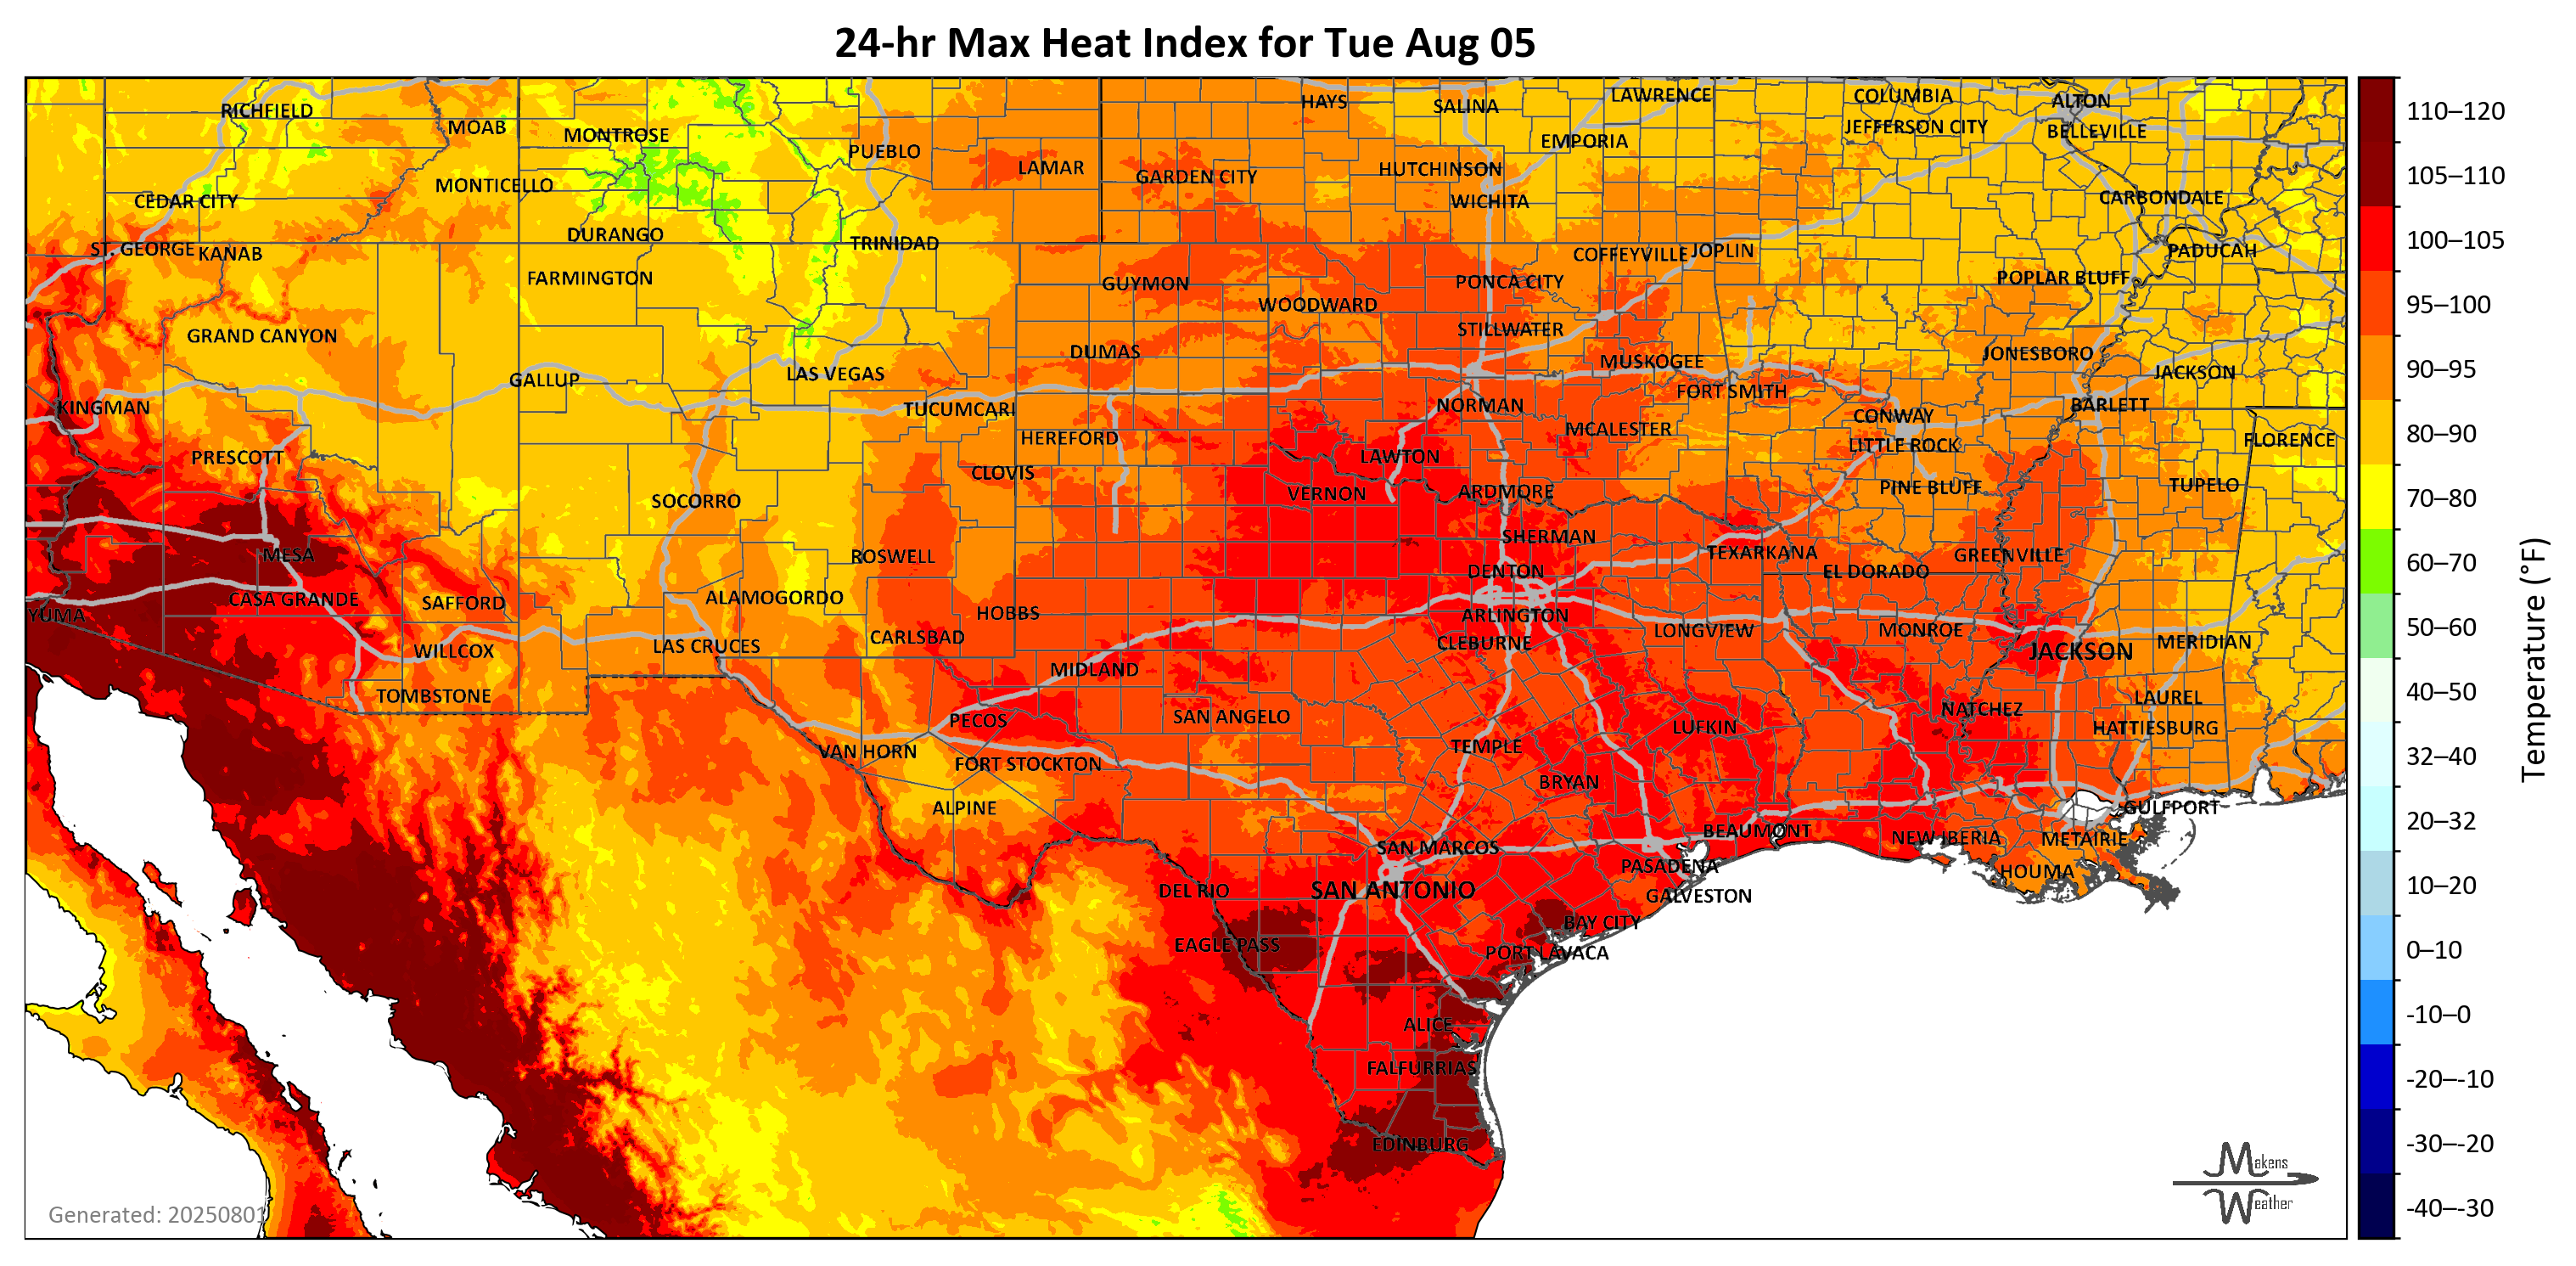 24-hr Max Heat Index for Tue Aug 05
RICHFIELD
MOAB
MONTROSE
PUEBLO
LAMAR
HAYS
SALINA
LAWRENCE
COLUMBIA
ALTON
EMPORIA
JEFFERSON CITY
BELLEVILLE
GARDEN CITY
HUTCHINSON
MONTICELLO
CEDAR CITY
WICHITA
CARBONDALE
ST. GEORGE
KANAB
DURANGO
TRINIDAD
COFFEYVILLE
JOPLIN
PADUCAH
FARMINGTON
GUYMON
PONCA CITY
POPLAR BLUFF
WOODWARD
GRAND CANYON
STILLWATER
DUMAS
MUSKOGEE
JONESBORO
GALLUP
LAS VEGAS
JACKSON
FORT SMITH
KINGMAN
TUCUMCARI
NORMAN
CONWAY
BARLETT
HEREFORD
MCALESTER
LITTLE ROCK
FLORENCE
PRESCOTT
CLOVIS
LAWTON
SOCORRO
VERNON
ARDMORE
PINE BLUFF
TUPELO
MESA
ROSWELL
SHERMAN
TEXARKANA
GREENVILLE
DENTON
EL DORADO
CASA GRANDE
SAFFORD
ALAMOGORDO
YUMA
HOBBS
ARLINGTON
WILLCOX
LAS CRUCES
CARLSBAD
CLEBURNE
LONGVIEW
MONROE
JACKSON
MERIDIAN
TOMBSTONE
MIDLAND
PECOS
SAN ANGELO
LUFKIN
NATCHEZ
LAUREL
HATTIESBURG
VAN HORN
FORT STOCKTON
TEMPLE
BRYAN
ALPINE
GULFPORT
SAN MARCOS
BEAUMONT
NEW IBERIA
METAIRIE
DEL RIO
SAN ANTONIO
PASADENA
HOUMA
GALVESTON
BAY CITY
EAGLE PASS
PORT LAVACA
ALICE
FALFURRIAS
EDINBURG
Generated: 20250801
Makens
Weather
110–120
105–110
100–105
95–100
90–95
80–90
70–80
60–70
50–60
40–50
32–40
20–32
10–20
0–10
-10–0
-20–-10
-30–-20
-40–-30
Temperature (°F)